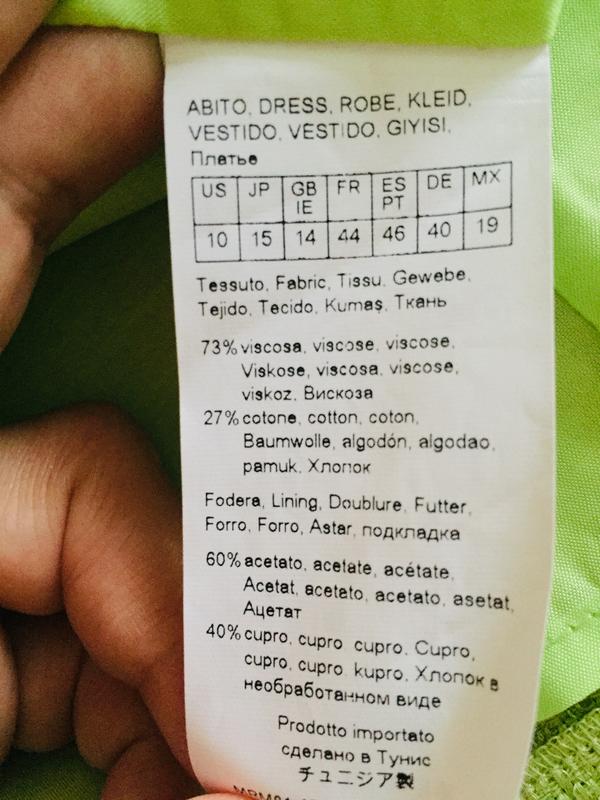 ABITO, DRESS, ROBE, KLEID,
VESTIDO, VESTIDO, GIYISI,
Платье
US JP GB IE FR ES PT DE MX
10 15 14 44 46 40 19
Tessuto, Fabric, Tissu, Gewebe,
Tejido, Tecido, Kumaş, Ткань
73% viscosa, viscose, viscose,
Viskose, viscosa, viscose,
viskoz, Вискоза
27% cotone, cotton, coton,
Baumwolle, algodón, algodao,
pamuk, Хлопок
Fodera, Lining, Doublure, Futter,
Forro, Forro, Astar, подкладка
60% acetato, acetate, acétate,
Acetat, acetato, acetato, asetat,
Ацетат
40% cupro, cupro cupro, Cupro,
cupro, cupro kupro, Хлопок в
необработанном виде
Prodotto importato
сделано в Тунис
チュニジア製